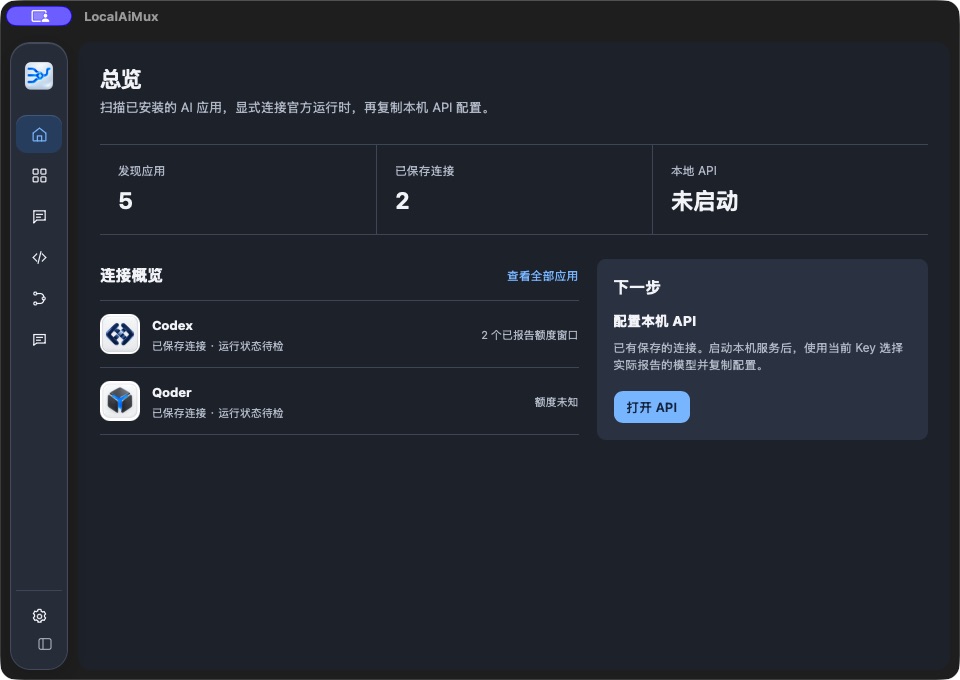 LocalAiMux
总览
扫描已安装的 AI 应用，显式连接官方运行时，再复制本机 API 配置。
发现应用
5
已保存连接
2
本地 API
未启动
连接概览
查看全部应用
Codex
已保存连接 · 运行状态待检
2 个已报告额度窗口
Qoder
已保存连接 · 运行状态待检
额度未知
下一步
配置本机 API
已有保存的连接。启动本机服务后，使用当前 Key 选择
实际报告的模型并复制配置。
打开 API